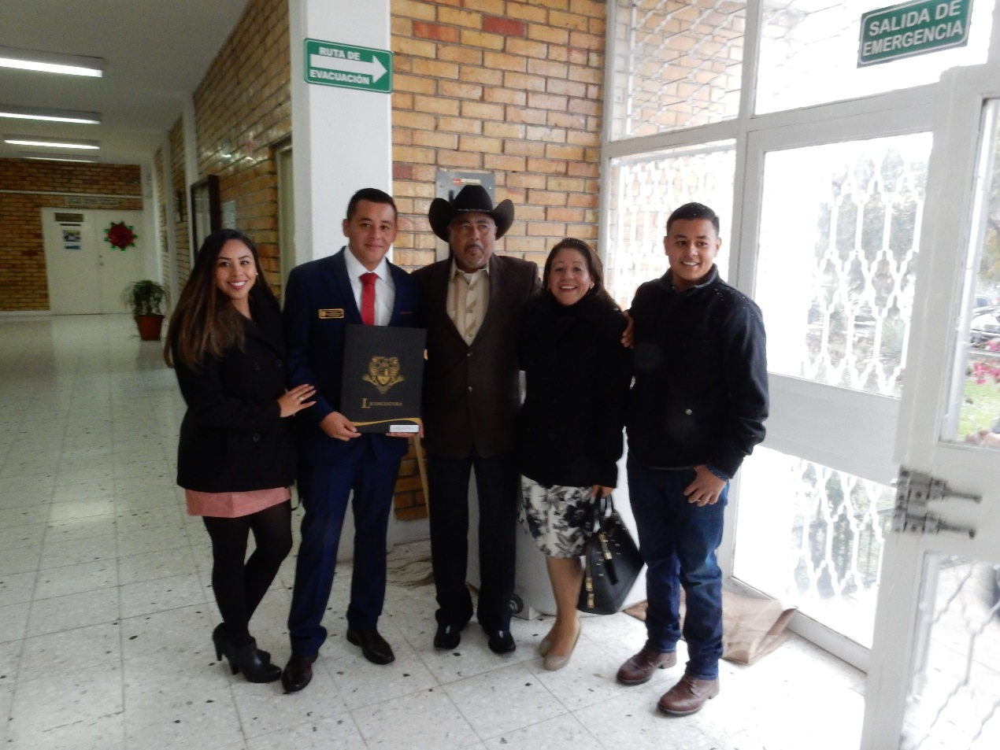 RUTA DE
EVACUACIÓN
SALIDA DE
EMERGENCIA
LICENCIATURA